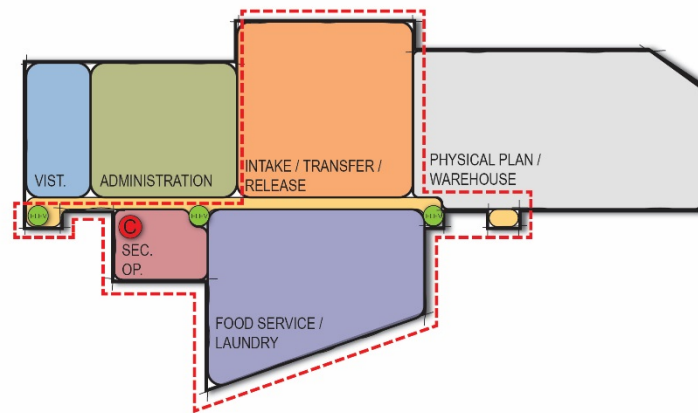 VIST.
ADMINISTRATION
INTAKE / TRANSFER /
RELEASE
PHYSICAL PLAN /
WAREHOUSE
C
SEC.
OP.
FOOD SERVICE /
LAUNDRY